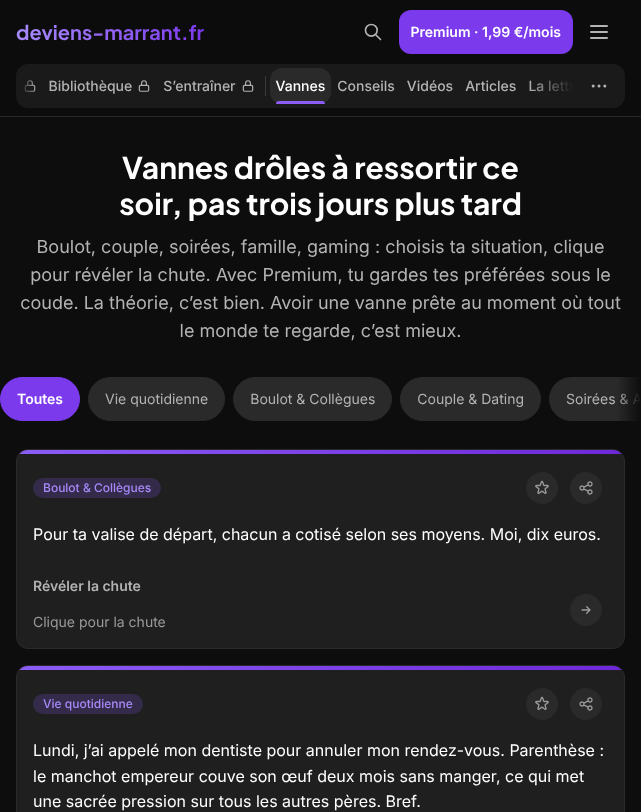 deviens-marrant.fr
Premium · 1,99 €/mois
Bibliothèque S’entraîner Vannes Conseils Vidéos Articles La lett
Vannes drôles à ressortir ce
soir, pas trois jours plus tard
Boulot, couple, soirées, famille, gaming : choisis ta situation, clique
pour révéler la chute. Avec Premium, tu gardes tes préférées sous le
coude. La théorie, c’est bien. Avoir une vanne prête au moment où tout
le monde te regarde, c’est mieux.
Toutes Vie quotidienne Boulot & Collègues Couple & Dating Soirées & A
Boulot & Collègues
Pour ta valise de départ, chacun a cotisé selon ses moyens. Moi, dix euros.
Révéler la chute
Clique pour la chute
Vie quotidienne
Lundi, j’ai appelé mon dentiste pour annuler mon rendez-vous. Parenthèse :
le manchot empereur couve son œuf deux mois sans manger, ce qui met
une sacrée pression sur tous les autres pères. Bref.